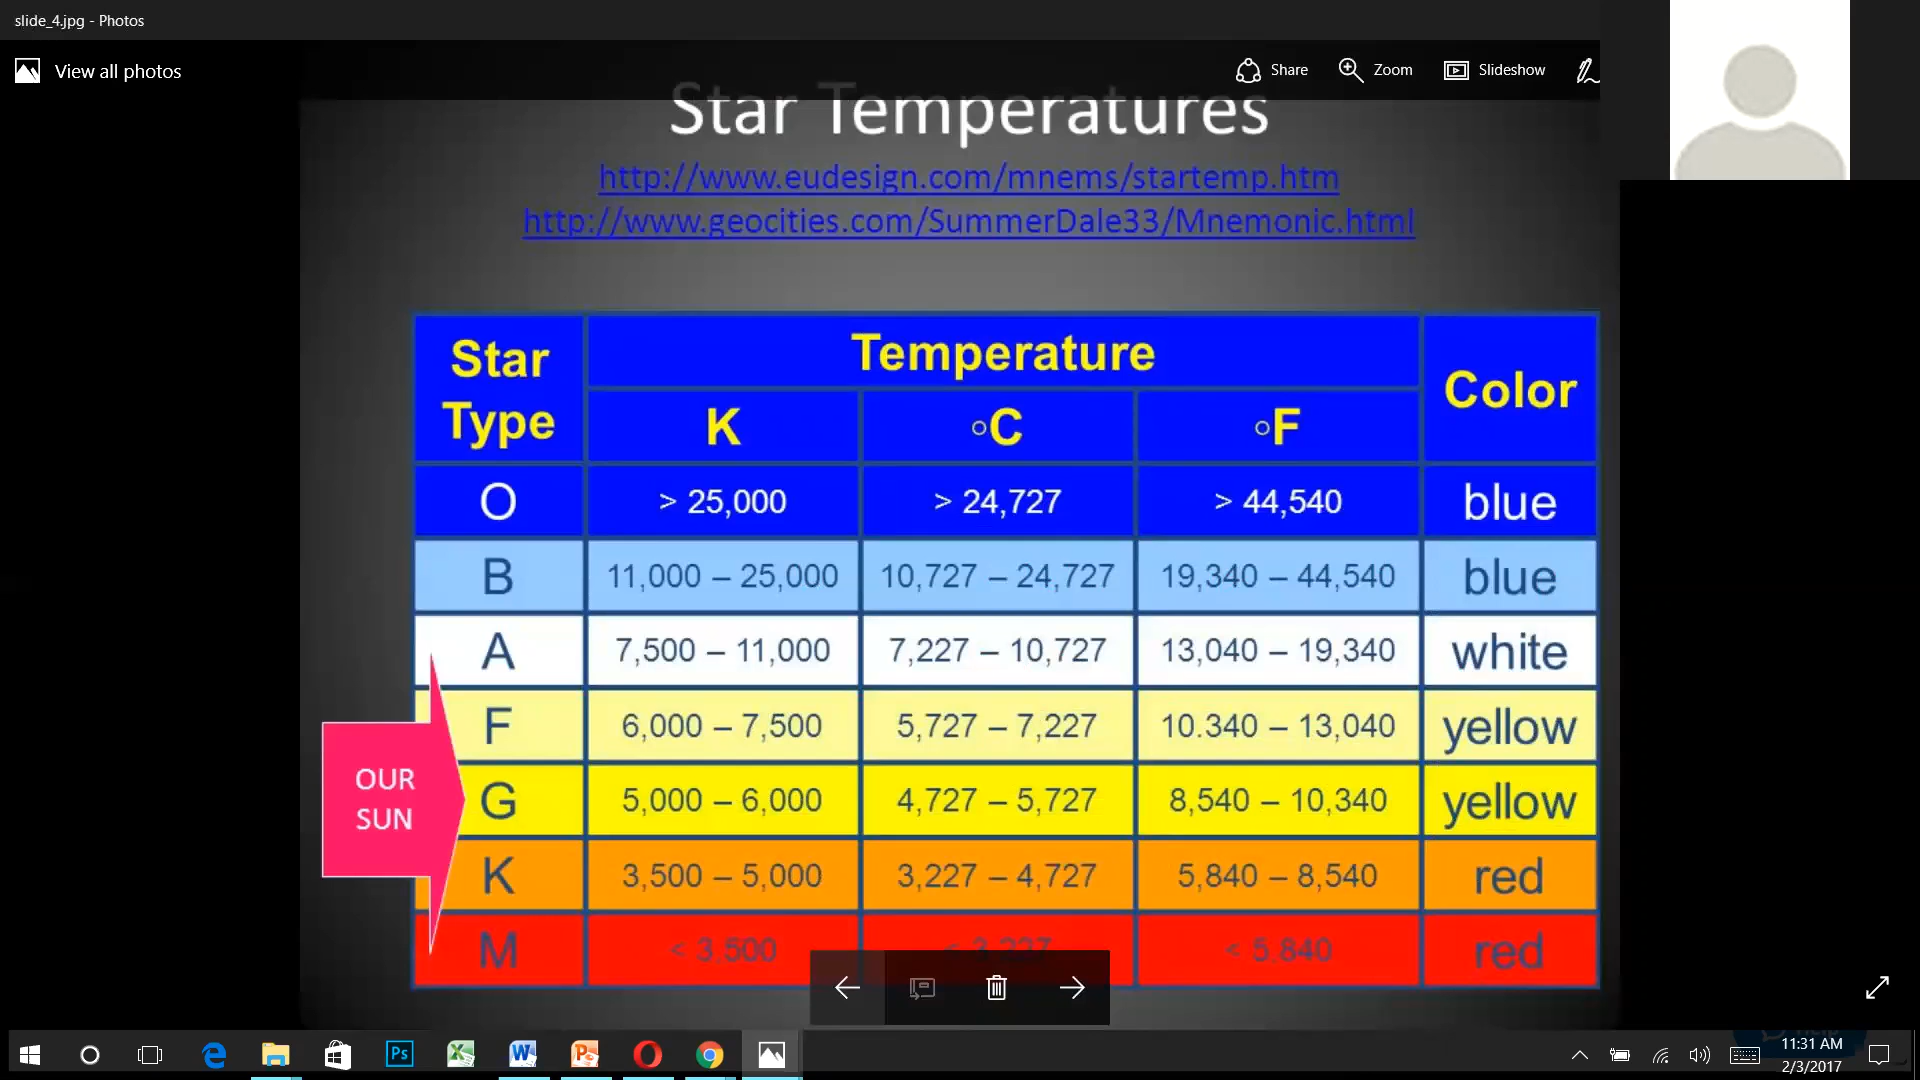 slide_4.jpg - Photos
View all photos
Share Zoom Slideshow
Star Temperatures
http://www.eudesign.com/mnems/startemp.htm
http://www.geocities.com/SummerDale33/Mnemonic.html
Star Type Temperature Color
K °C °F
O > 25,000 > 24,727 > 44,540 blue
B 11,000 – 25,000 10,727 – 24,727 19,340 – 44,540 blue
A 7,500 – 11,000 7,227 – 10,727 13,040 – 19,340 white
F 6,000 – 7,500 5,727 – 7,227 10.340 – 13,040 yellow
OUR
SUN
G 5,000 – 6,000 4,727 – 5,727 8,540 – 10,340 yellow
K 3,500 – 5,000 3,227 – 4,727 5,840 – 8,540 red
M < 3,500 < 3,227 < 5,840 red
Help
Ps
11:31 AM
2/3/2017